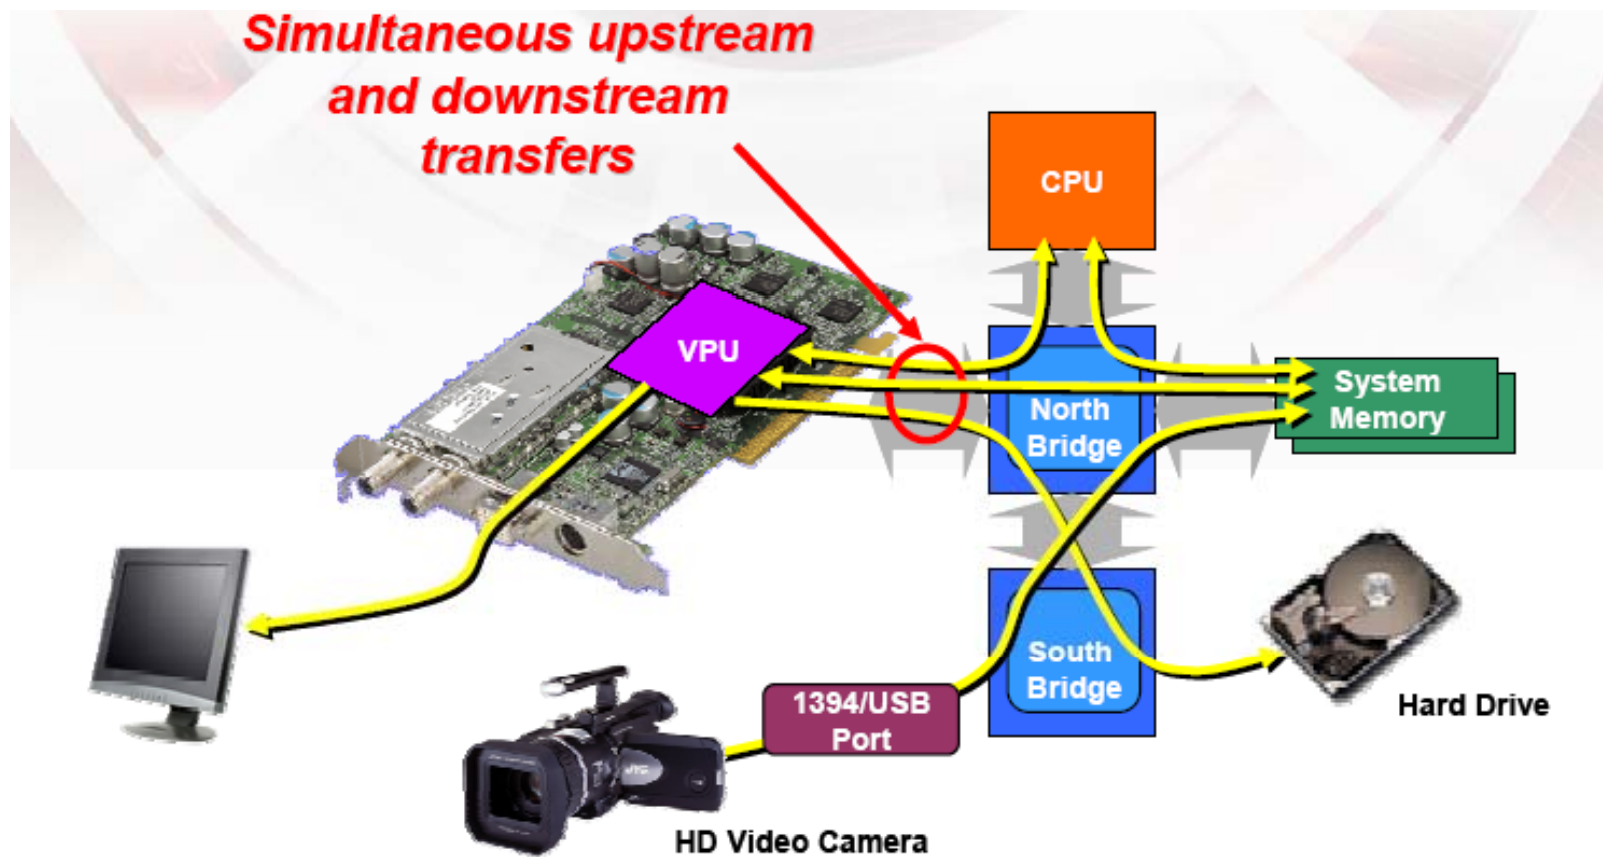 Simultaneous upstream
and downstream
transfers
CPU
VPU
System
Memory
North
Bridge
South
Bridge
1394/USB
Port
Hard Drive
JVC
HD Video Camera